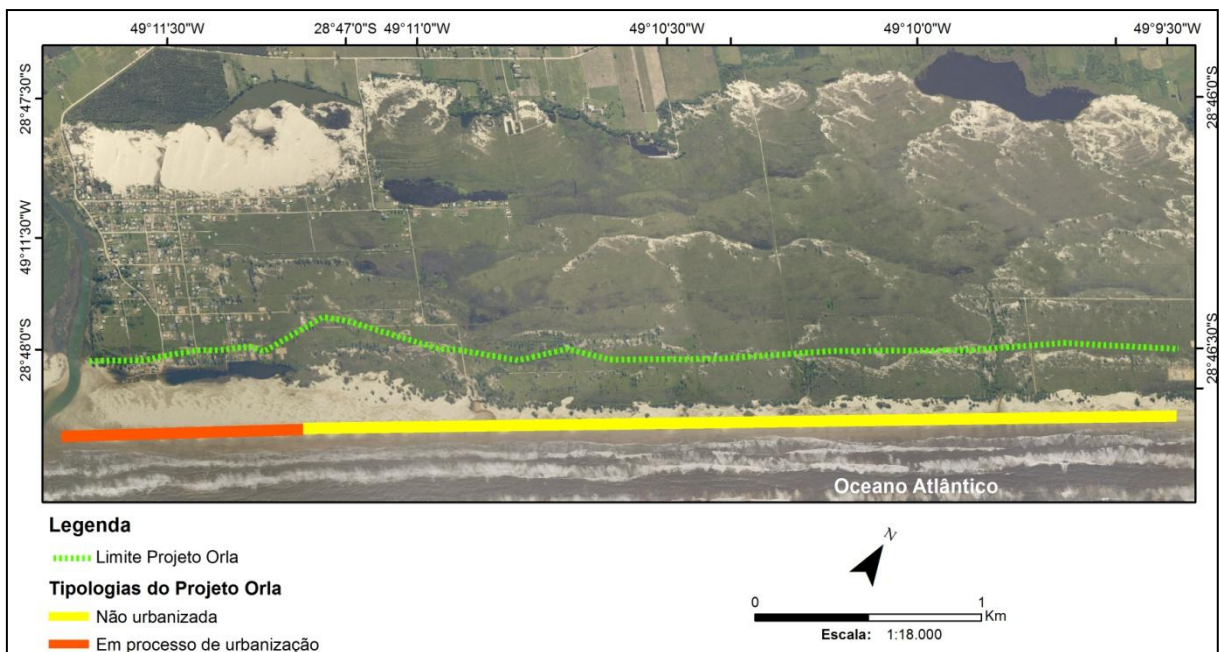 49°11'30"W 28°47'0"S 49°11'0"W 49°10'30"W 49°10'0"W 49°9'30"W
28°47'30"S
28°46'0"S
49°11'30"W
28°48'0"S
28°46'30"S
Oceano Atlântico
Legenda
Limite Projeto Orla
Tipologias do Projeto Orla
Não urbanizada
Em processo de urbanização
N
0 1
Km
Escala: 1:18.000